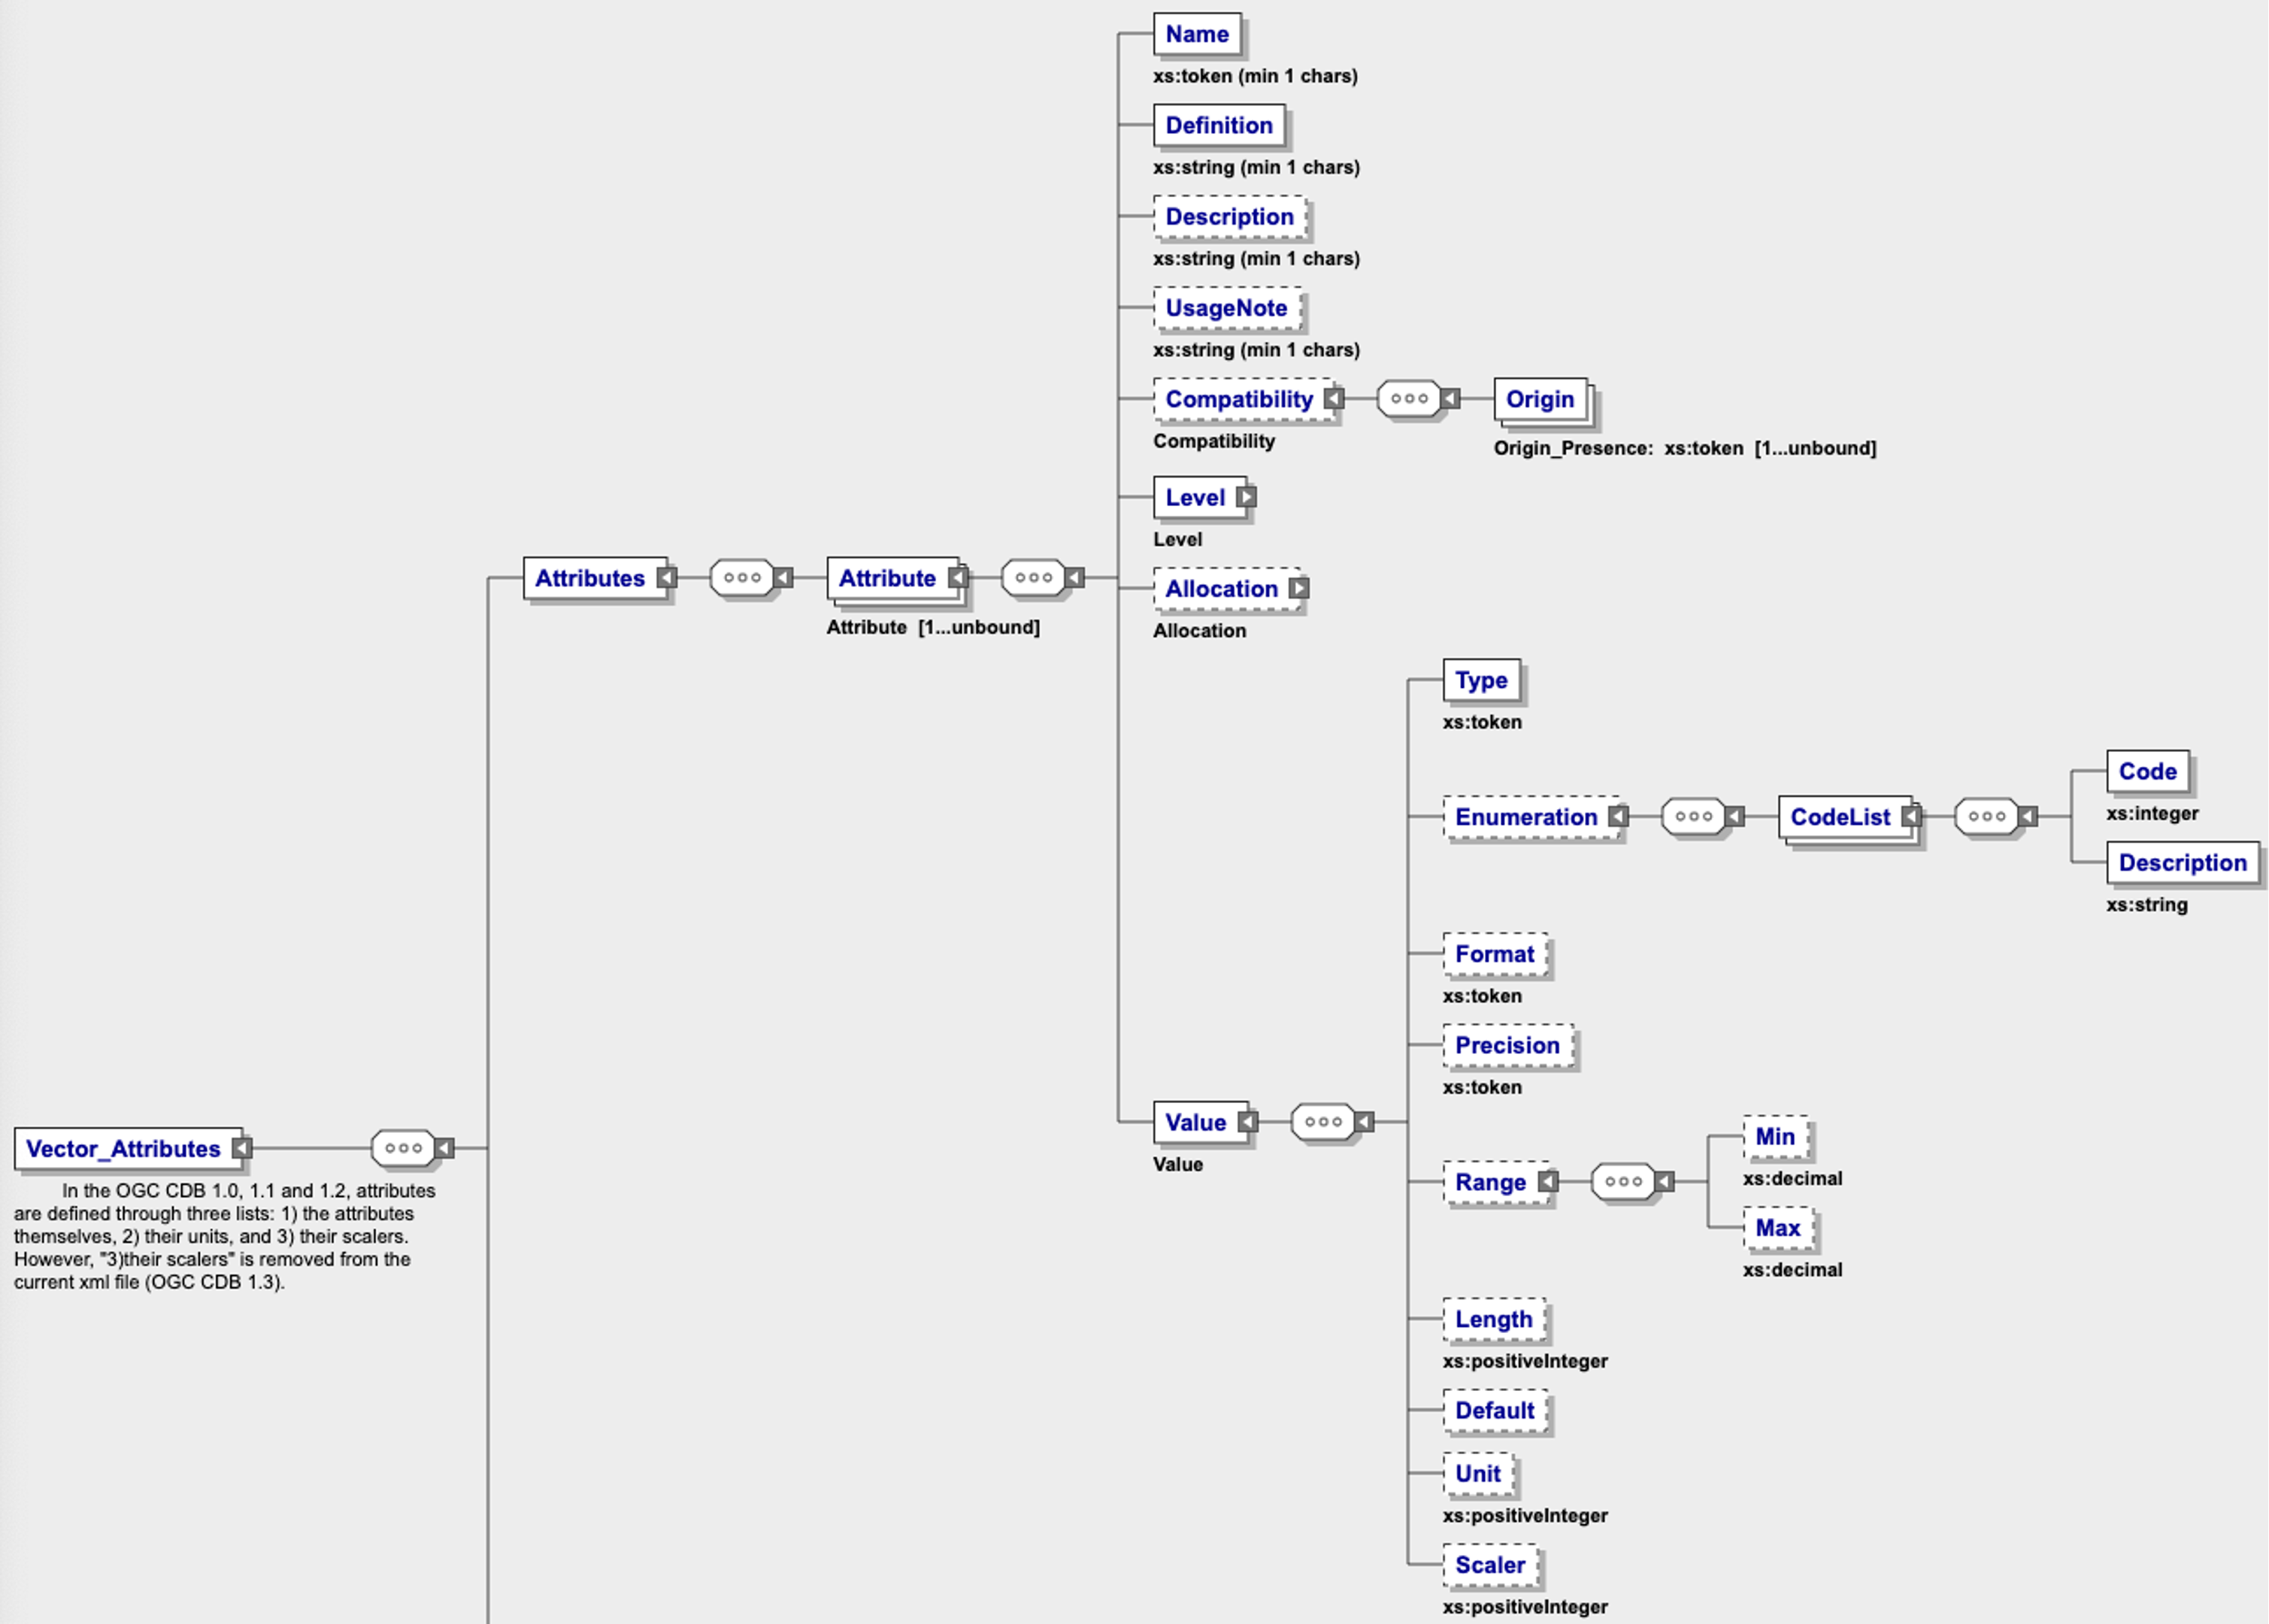 Name
xs:token (min 1 chars)
Definition
xs:string (min 1 chars)
Description
xs:string (min 1 chars)
UsageNote
xs:string (min 1 chars)
Compatibility
Compatibility
Origin
Origin_Presence: xs:token [1...unbound]
Level
Level
Attributes
Attribute
Attribute [1...unbound]
Allocation
Allocation
Type
xs:token
Enumeration
CodeList
Code
xs:integer
Description
xs:string
Format
xs:token
Precision
xs:token
Value
Value
Vector_Attributes
In the OGC CDB 1.0, 1.1 and 1.2, attributes
are defined through three lists: 1) the attributes
themselves, 2) their units, and 3) their scalers.
However, "3)their scalers" is removed from the
current xml file (OGC CDB 1.3).
Range
Min
xs:decimal
Max
xs:decimal
Length
xs:positiveInteger
Default
Unit
xs:positiveInteger
Scaler
xs:positiveInteger